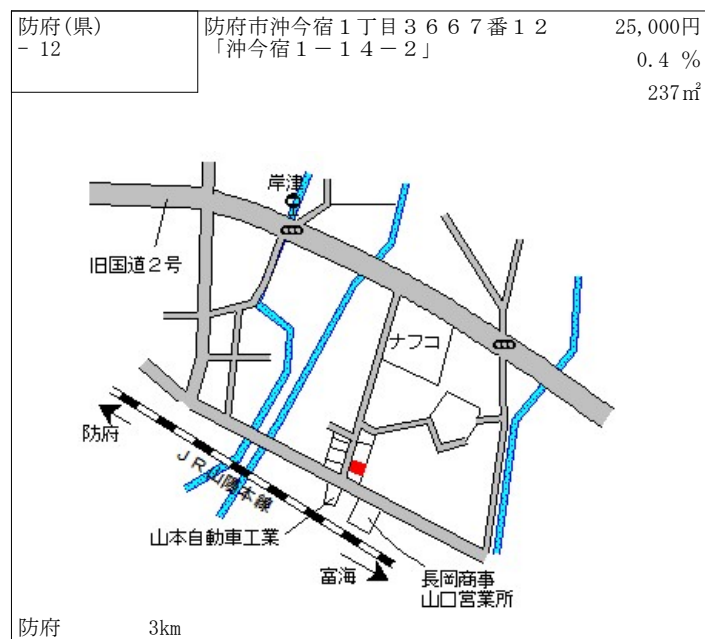 防府(県)
- 12
防府市沖今宿１丁目３６６７番１２
「沖今宿１－１４－２」
25,000円
0.4 %
237㎡
岸津
旧国道２号
ナフコ
防府
ＪＲ山陽本線
山本自動車工業
富海
長岡商事
山口営業所
防府 3km